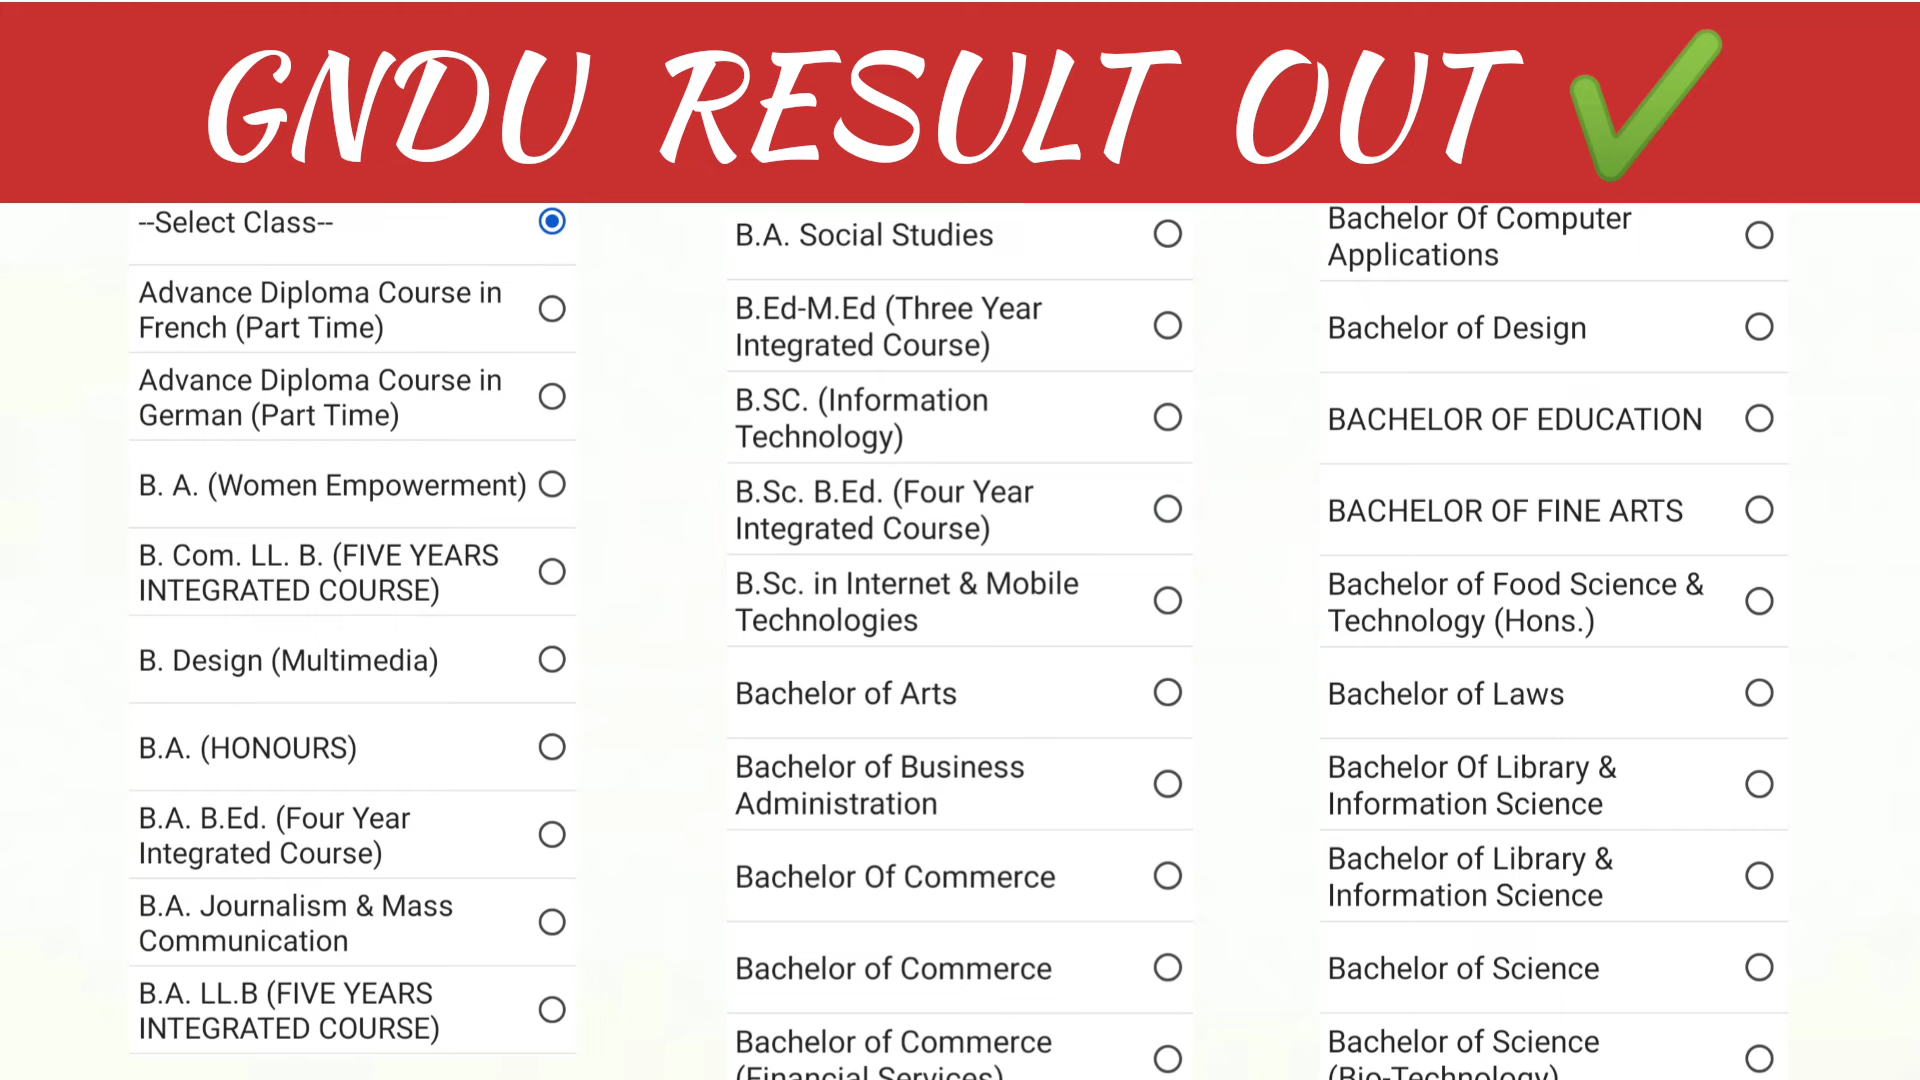 GNDU RESULT OUT
--Select Class--
Advance Diploma Course in
French (Part Time)
Advance Diploma Course in
German (Part Time)
B. A. (Women Empowerment)
B. Com. LL. B. (FIVE YEARS
INTEGRATED COURSE)
B. Design (Multimedia)
B.A. (HONOURS)
B.A. B.Ed. (Four Year
Integrated Course)
B.A. Journalism & Mass
Communication
B.A. LL.B (FIVE YEARS
INTEGRATED COURSE)
B.A. Social Studies
B.Ed-M.Ed (Three Year
Integrated Course)
B.SC. (Information
Technology)
B.Sc. B.Ed. (Four Year
Integrated Course)
B.Sc. in Internet & Mobile
Technologies
Bachelor of Arts
Bachelor of Business
Administration
Bachelor Of Commerce
Bachelor of Commerce
Bachelor of Commerce
(Financial Services)
Bachelor Of Computer
Applications
Bachelor of Design
BACHELOR OF EDUCATION
BACHELOR OF FINE ARTS
Bachelor of Food Science &
Technology (Hons.)
Bachelor of Laws
Bachelor Of Library &
Information Science
Bachelor of Library &
Information Science
Bachelor of Science
Bachelor of Science
(Bio-Technology)